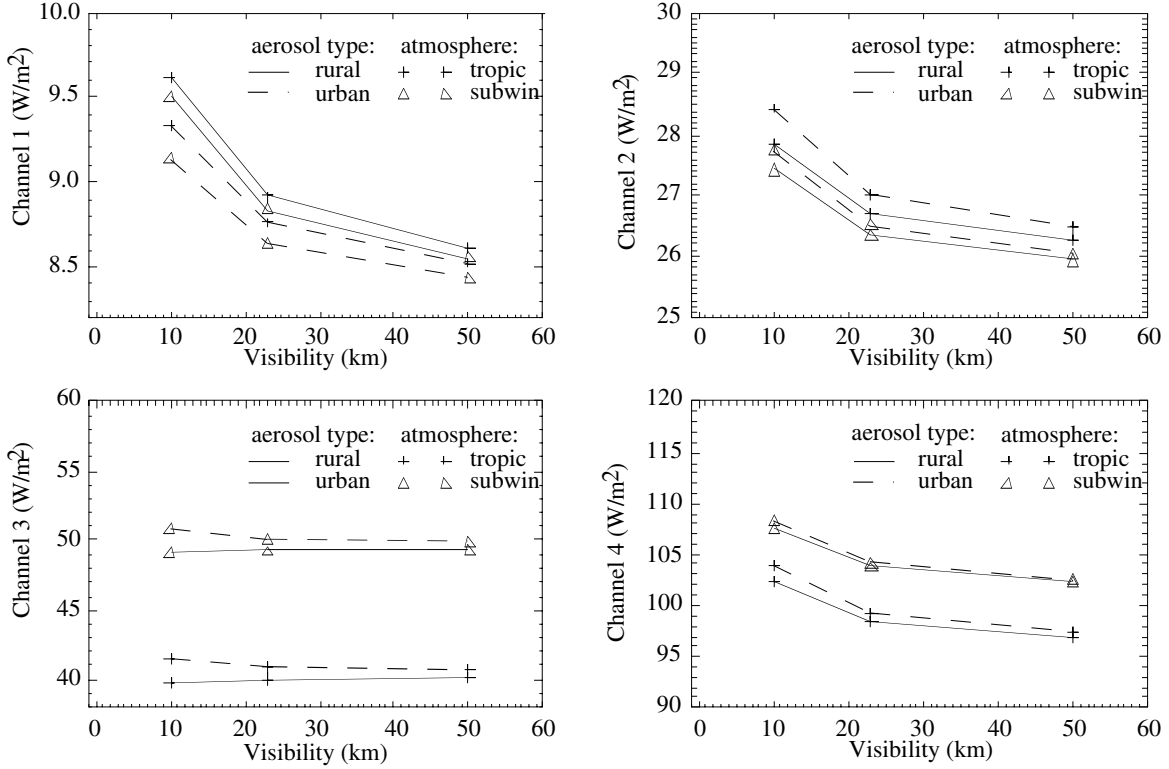 10.0
9.5
9.0
8.5
Channel 1 (W/m²)
aerosol type: atmosphere:
rural tropic
urban subwin
0 10 20 30 40 50 60
Visibility (km)
30
29
28
27
26
25
Channel 2 (W/m²)
aerosol type: atmosphere:
rural tropic
urban subwin
0 10 20 30 40 50 60
Visibility (km)
60
55
50
45
40
Channel 3 (W/m²)
aerosol type: atmosphere:
rural tropic
urban subwin
0 10 20 30 40 50 60
Visibility (km)
120
115
110
105
100
95
90
Channel 4 (W/m²)
aerosol type: atmosphere:
rural tropic
urban subwin
0 10 20 30 40 50 60
Visibility (km)